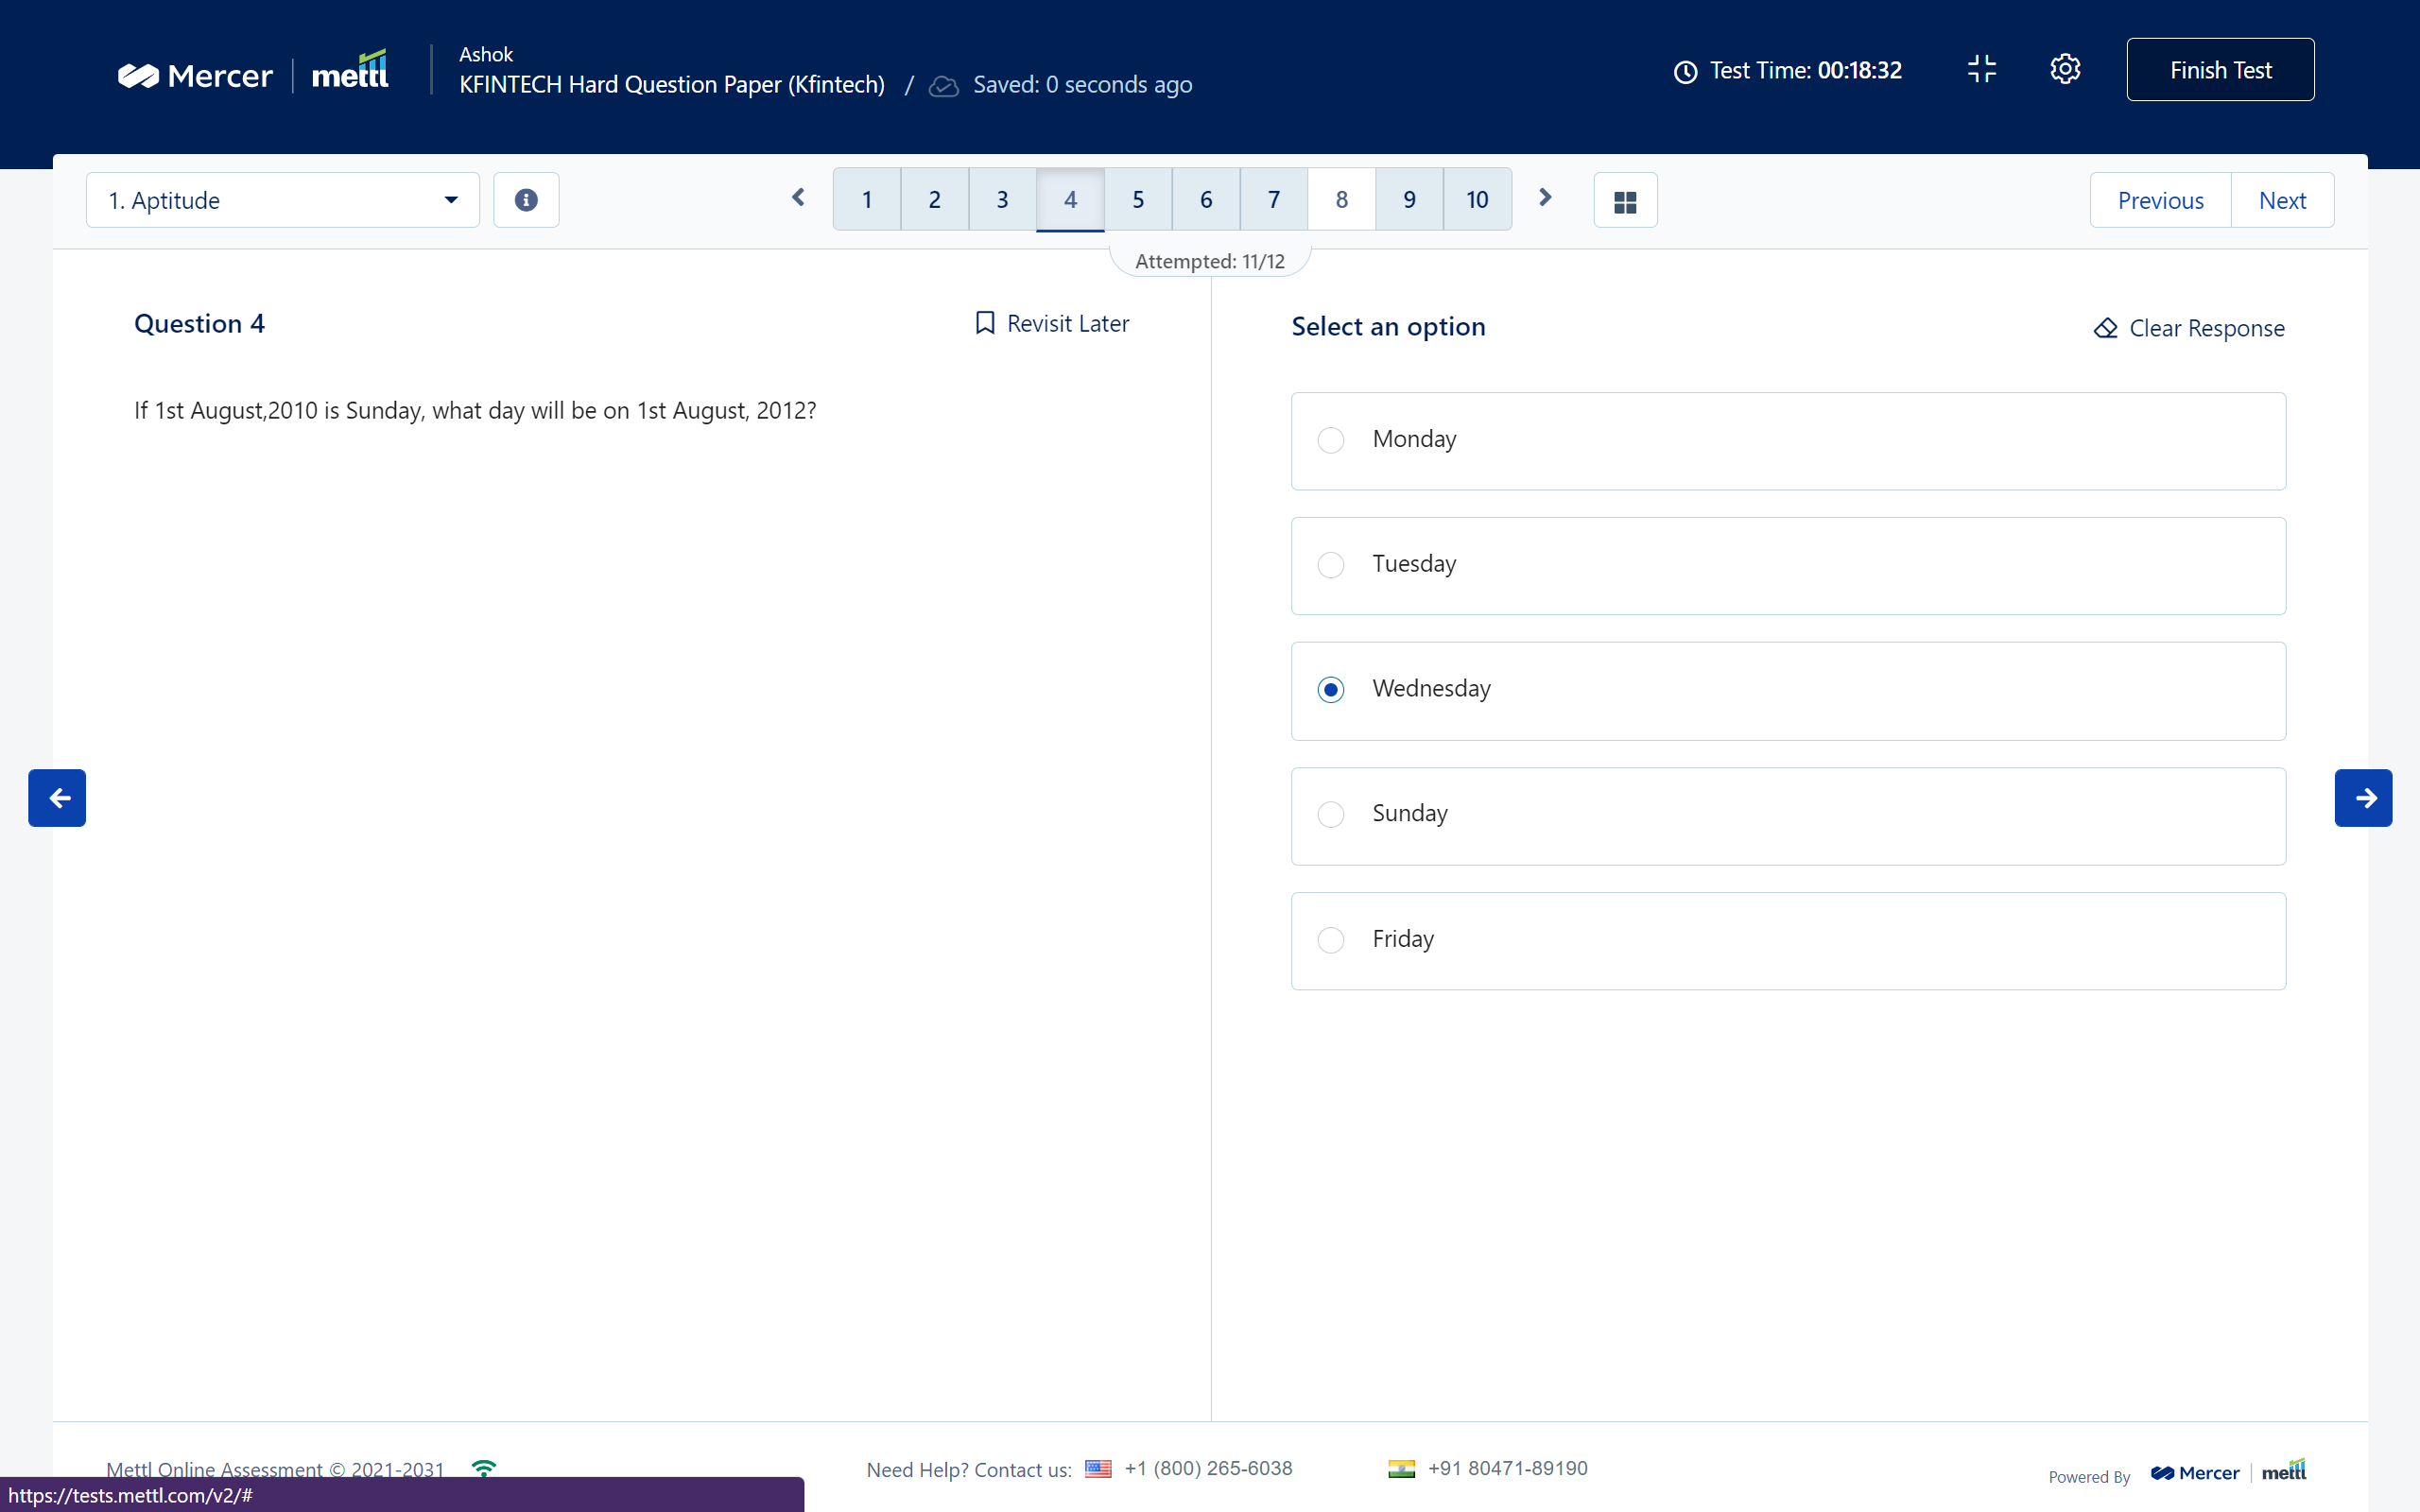 Mercer | mettl
Ashok
KFINTECH Hard Question Paper (Kfintech) / Saved: 0 seconds ago
Test Time: 00:18:32
Finish Test
1. Aptitude
1 2 3 4 5 6 7 8 9 10
Previous Next
Attempted: 11/12
Question 4
Revisit Later
If 1st August,2010 is Sunday, what day will be on 1st August, 2012?
Select an option
Clear Response
Monday
Tuesday
Wednesday
Sunday
Friday
Mettl Online Assessment © 2021-2031
Need Help? Contact us: +1 (800) 265-6038 +91 80471-89190
Powered By Mercer | mettl
https://tests.mettl.com/v2/#